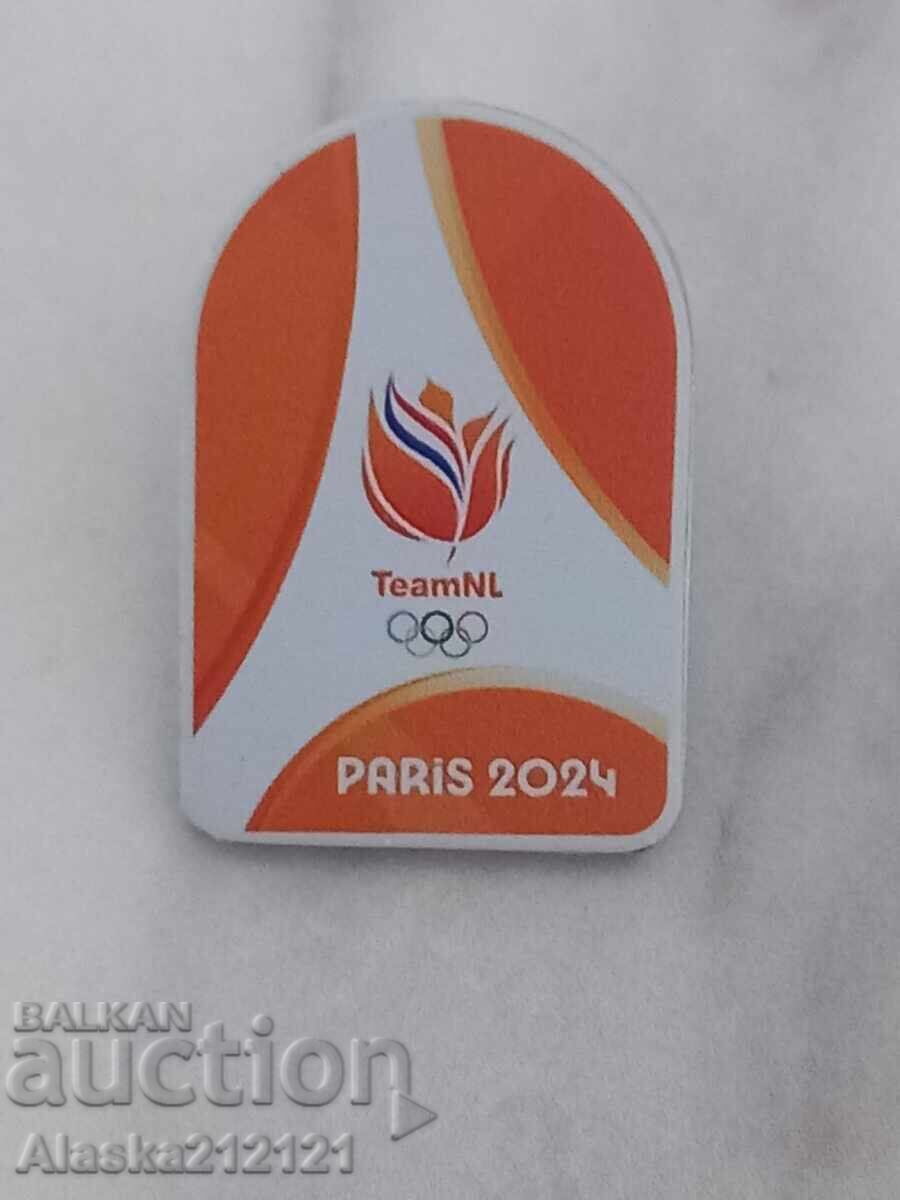 TeamNL
PARiS 2024
BALKAN
auction
Alaska212121